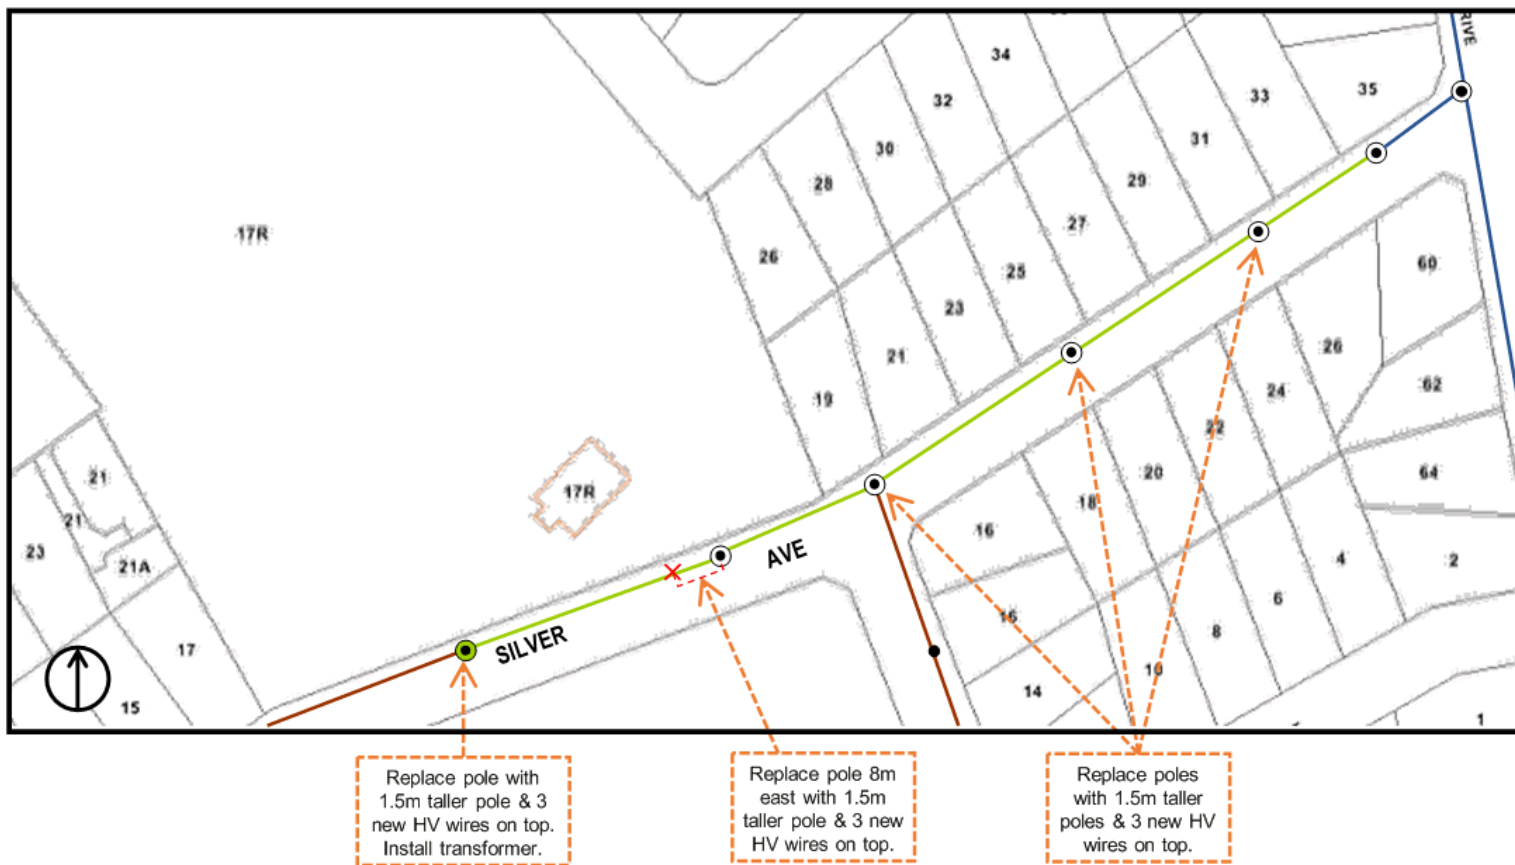 RIVE
34
35
33
32
31
30
29
28
27
17R
26
25
60
23
26
21
24
62
19
22
20
64
21
17R
18
21
16
23
21A
4
2
6
16
8
17
10
14
15
1
AVE
SILVER
Replace pole with
1.5m taller pole & 3
new HV wires on top.
Install transformer.
Replace pole 8m
east with 1.5m
taller pole & 3 new
HV wires on top.
Replace poles
with 1.5m taller
poles & 3 new HV
wires on top.